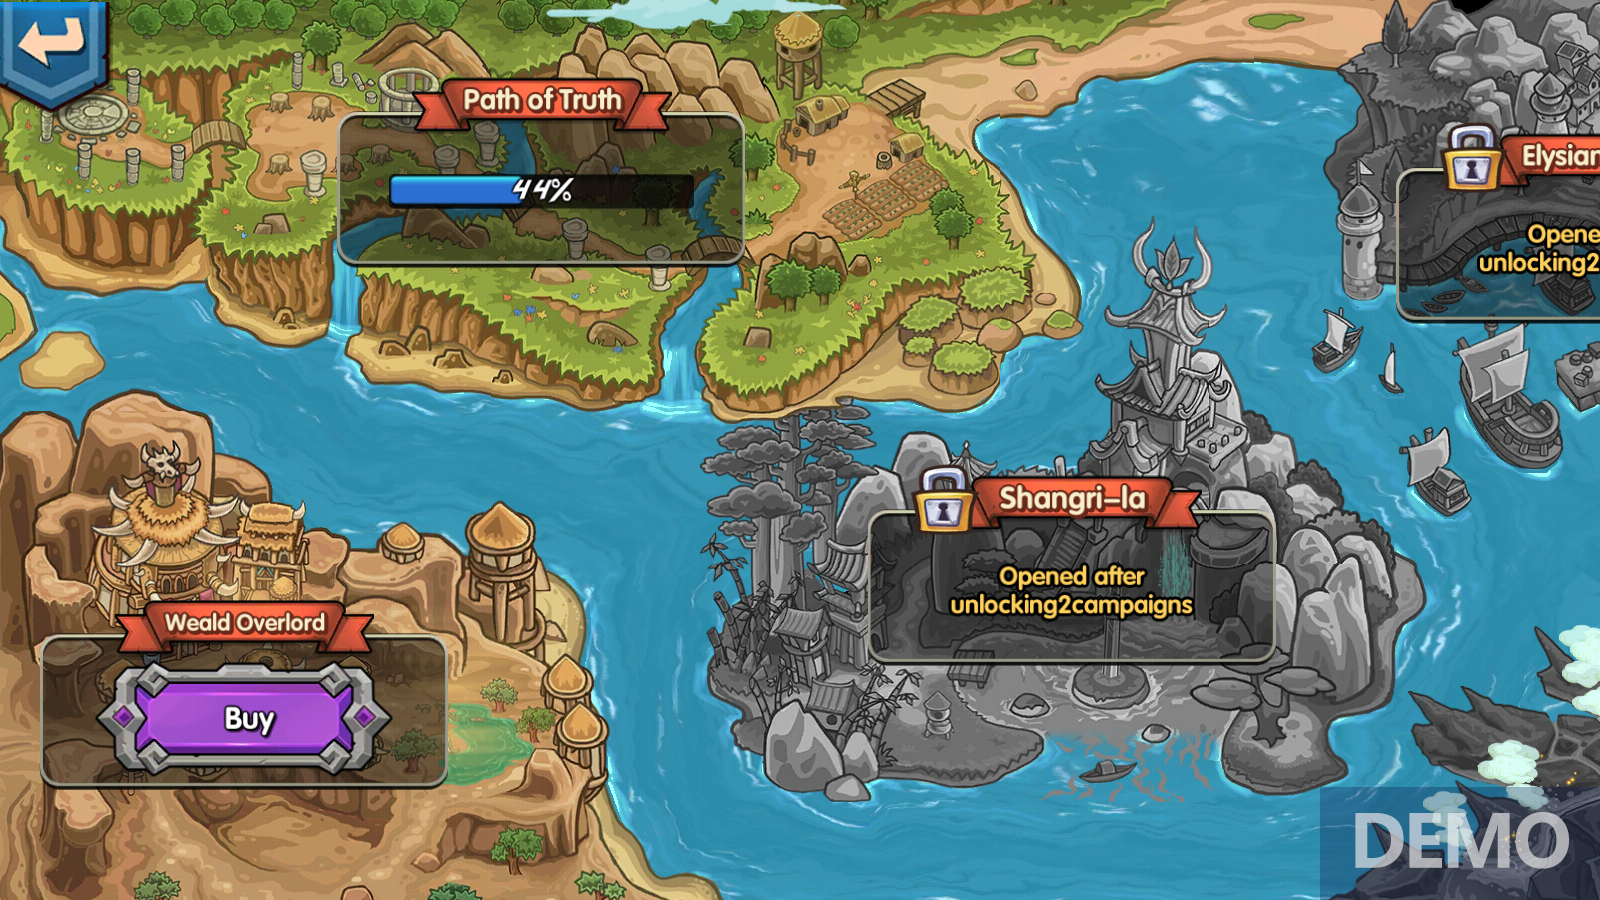 Path of Truth
44%
Elysian
Opene
unlocking2
Shangri-la
Opened after
unlocking2campaigns
Weald Overlord
Buy
DEMO